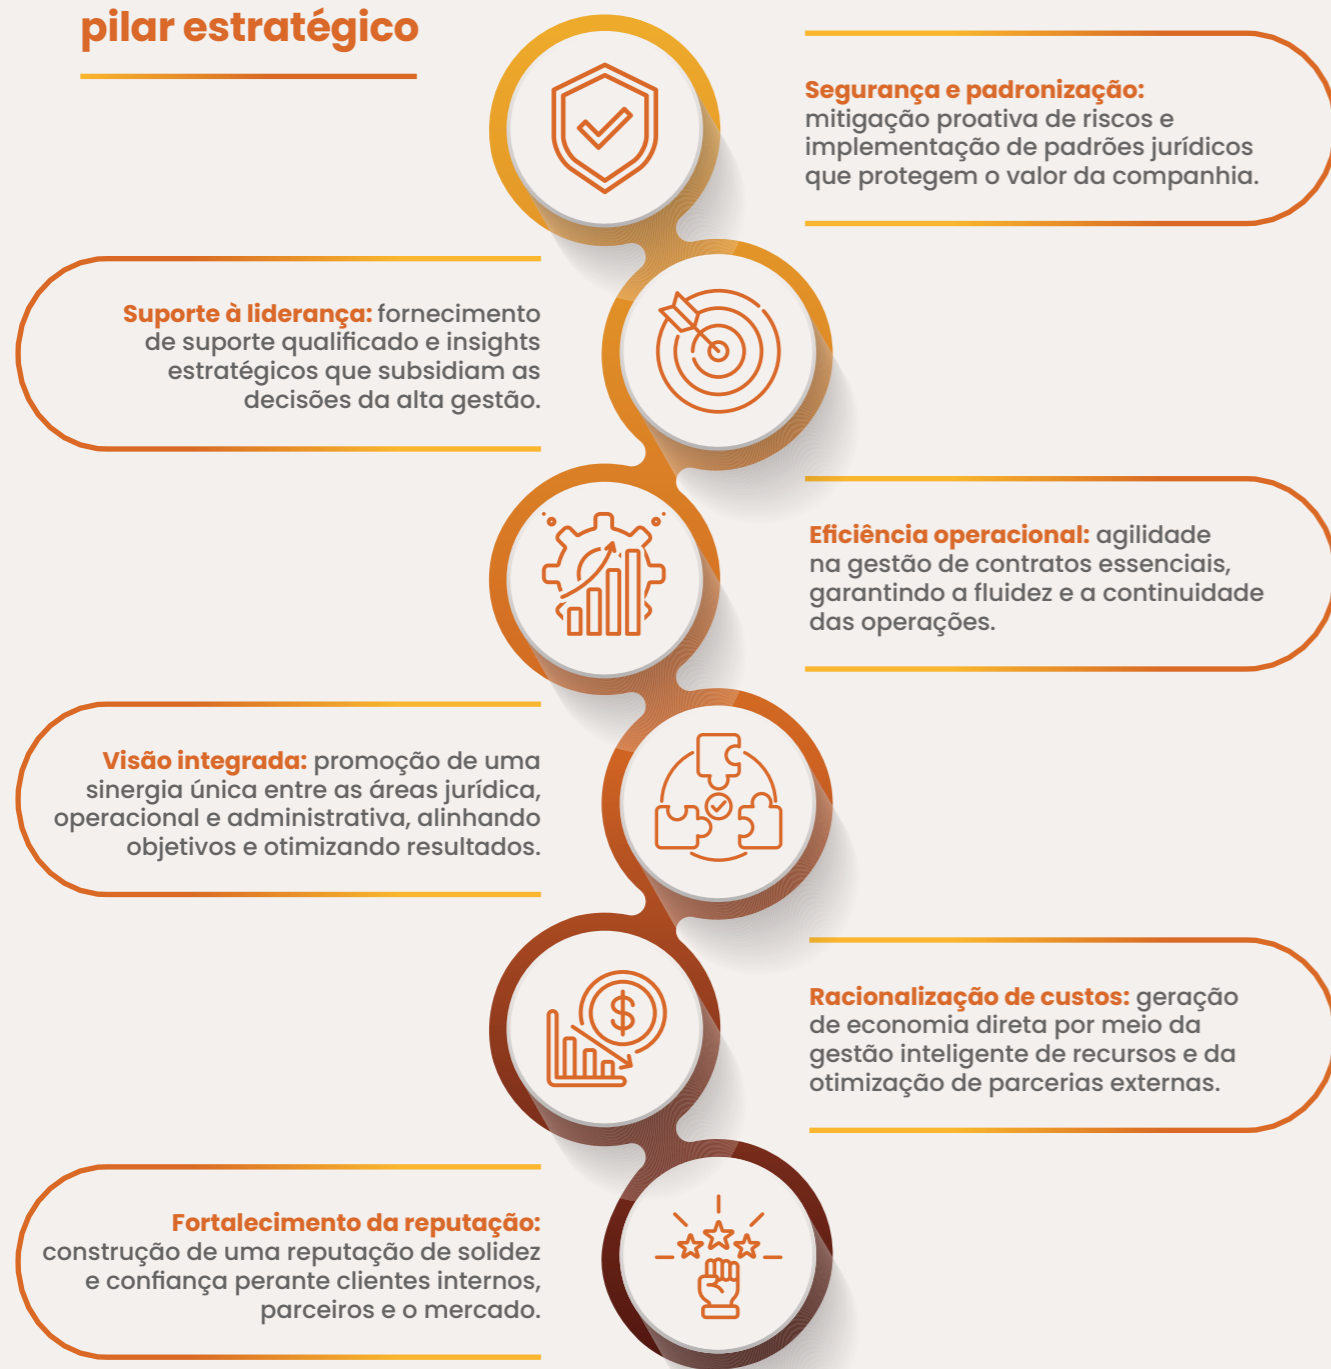 pilar estratégico
Segurança e padronização:
mitigação proativa de riscos e
implementação de padrões jurídicos
que protegem o valor da companhia.
Suporte à liderança: fornecimento
de suporte qualificado e insights
estratégicos que subsidiam as
decisões da alta gestão.
Eficiência operacional: agilidade
na gestão de contratos essenciais,
garantindo a fluidez e a continuidade
das operações.
Visão integrada: promoção de uma
sinergia única entre as áreas jurídica,
operacional e administrativa, alinhando
objetivos e otimizando resultados.
Racionalização de custos: geração
de economia direta por meio da
gestão inteligente de recursos e da
otimização de parcerias externas.
Fortalecimento da reputação:
construção de uma reputação de solidez
e confiança perante clientes internos,
parceiros e o mercado.